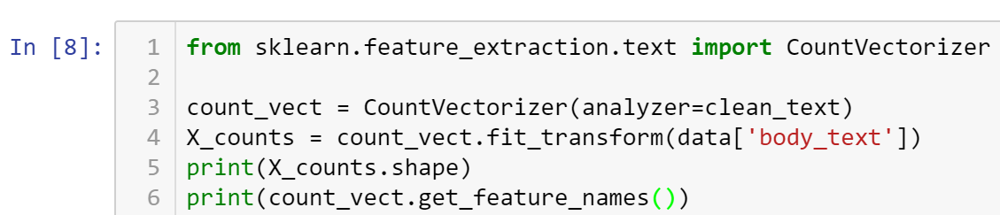 In [8]:
1 from sklearn.feature_extraction.text import CountVectorizer
2
3 count_vect = CountVectorizer(analyzer=clean_text)
4 X_counts = count_vect.fit_transform(data['body_text'])
5 print(X_counts.shape)
6 print(count_vect.get_feature_names())